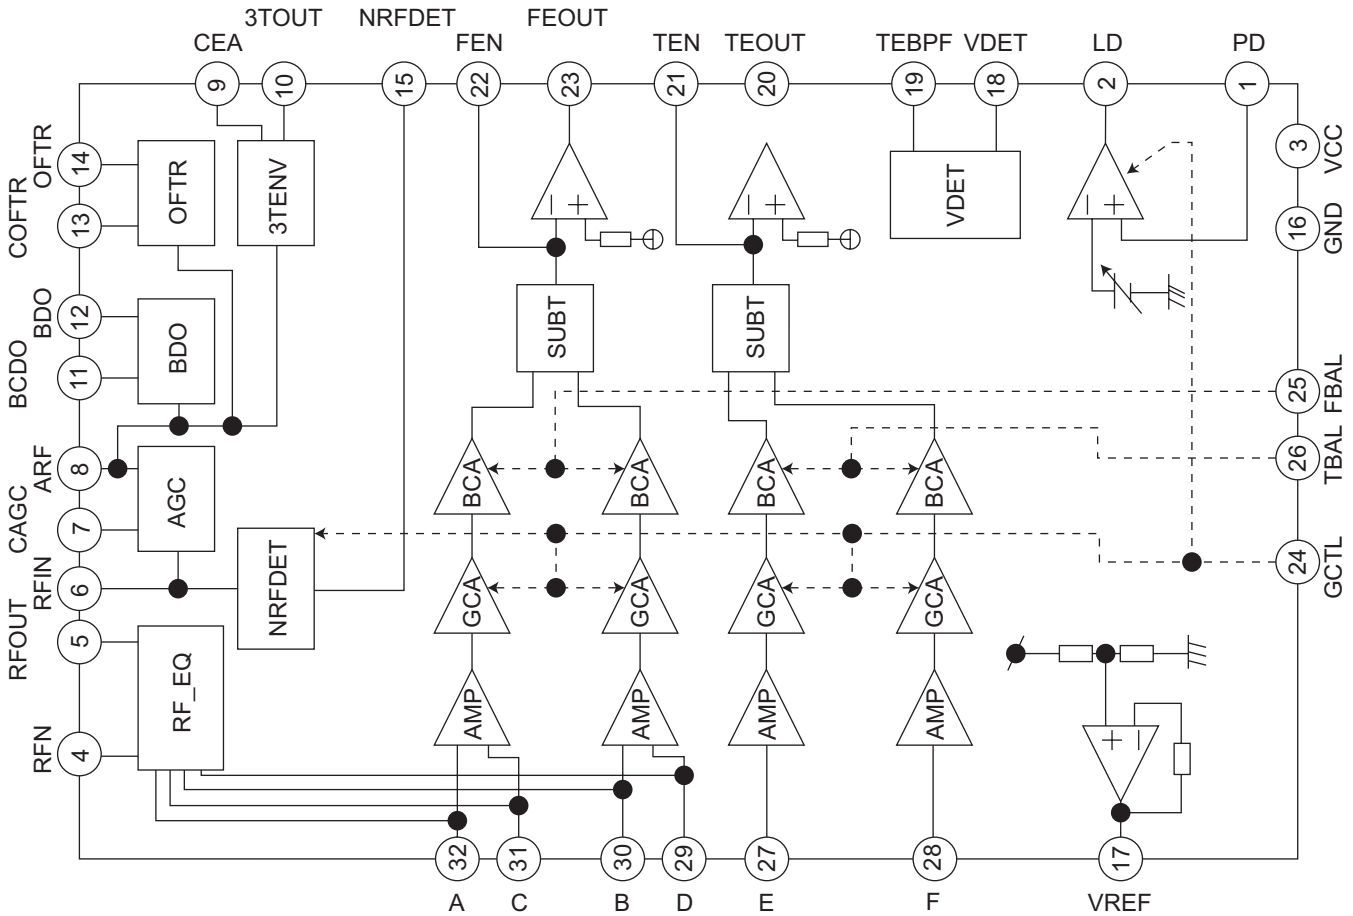 3TOUT NRFDET FEOUT
CEA FEN TEN TEOUT TEBPF VDET LD PD
9 10 15 22 23 21 20 19 18 2 1
OFTR 14
COFTR 13
BDO 12
BCDO 11
ARF 8
CAGC 7
RFIN 6
RFOUT 5
RFN 4
OFTR
3TENV
BDO
AGC
NRFDET
RF_EQ
− + − + VDET − +
SUBT SUBT
BCA BCA BCA BCA
GCA GCA GCA GCA
AMP AMP AMP AMP
+ −
3 VCC
16 GND
25 FBAL
26 TBAL
24 GCTL
32 31 30 29 27 28 17
A C B D E F VREF